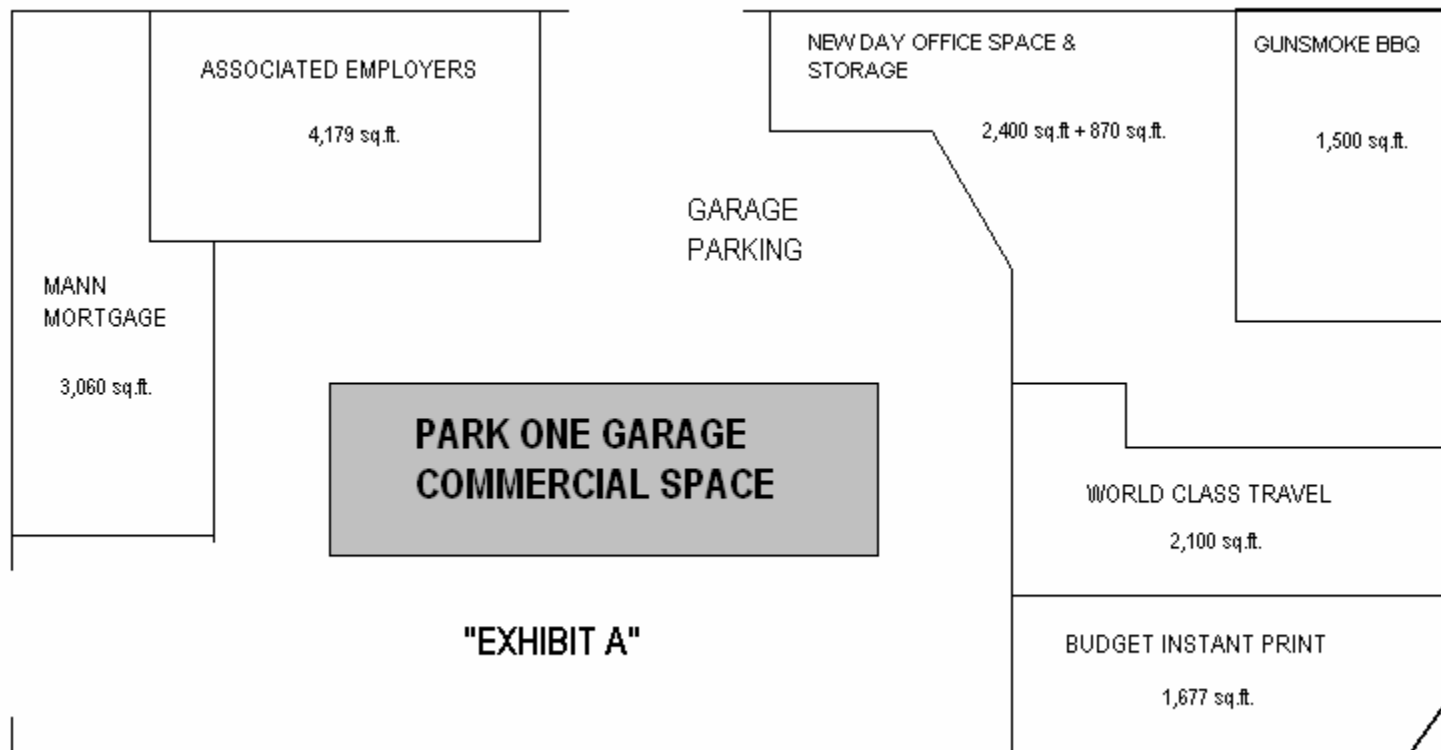 ASSOCIATED EMPLOYERS
4,179 sq.ft.
NEW DAY OFFICE SPACE &
STORAGE
2,400 sq.ft + 870 sq.ft.
GUNSMOKE BBQ
1,500 sq.ft.
GARAGE
PARKING
MANN
MORTGAGE
3,060 sq.ft.
PARK ONE GARAGE
COMMERCIAL SPACE
WORLD CLASS TRAVEL
2,100 sq.ft.
"EXHIBIT A"
BUDGET INSTANT PRINT
1,677 sq.ft.